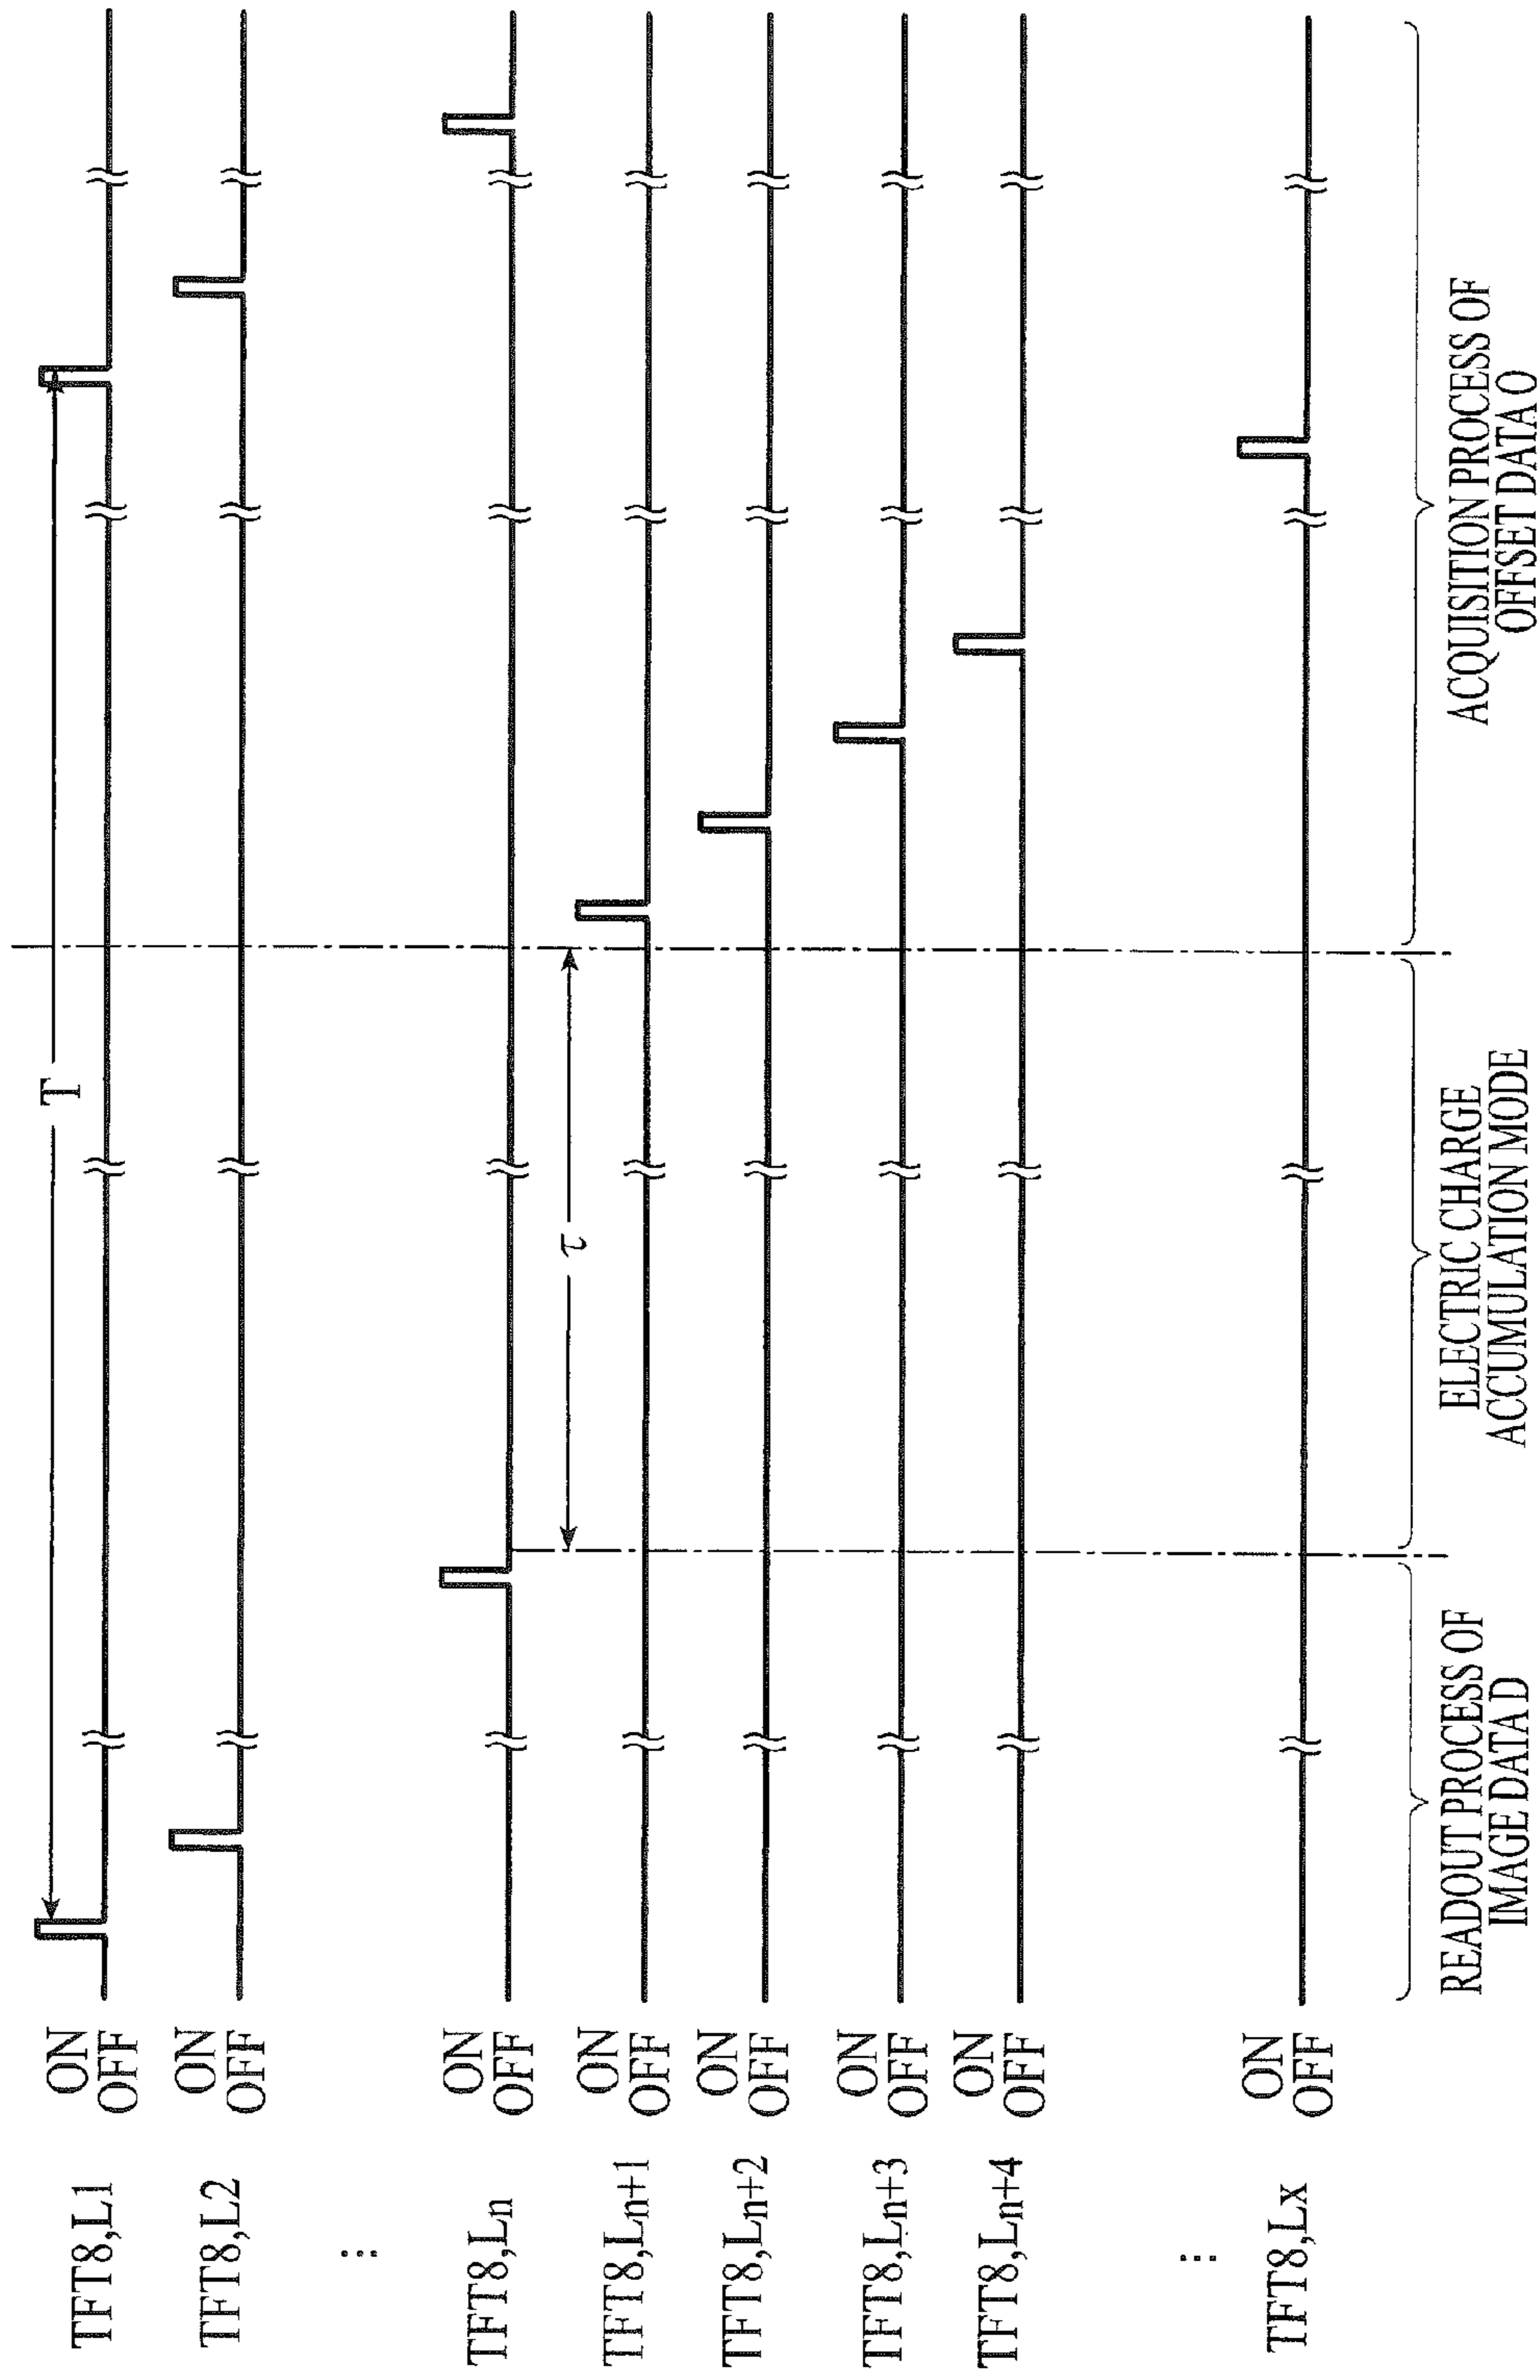 TFT8,L1 ON OFF
T
TFT8,L2 ON OFF
⋮
TFT8,Ln ON OFF
τ
TFT8,Ln+1 ON OFF
TFT8,Ln+2 ON OFF
TFT8,Ln+3 ON OFF
TFT8,Ln+4 ON OFF
⋮
TFT8,Lx ON OFF
READOUT PROCESS OF
IMAGE DATA D
ELECTRIC CHARGE
ACCUMULATION MODE
ACQUISITION PROCESS OF
OFFSET DATA O